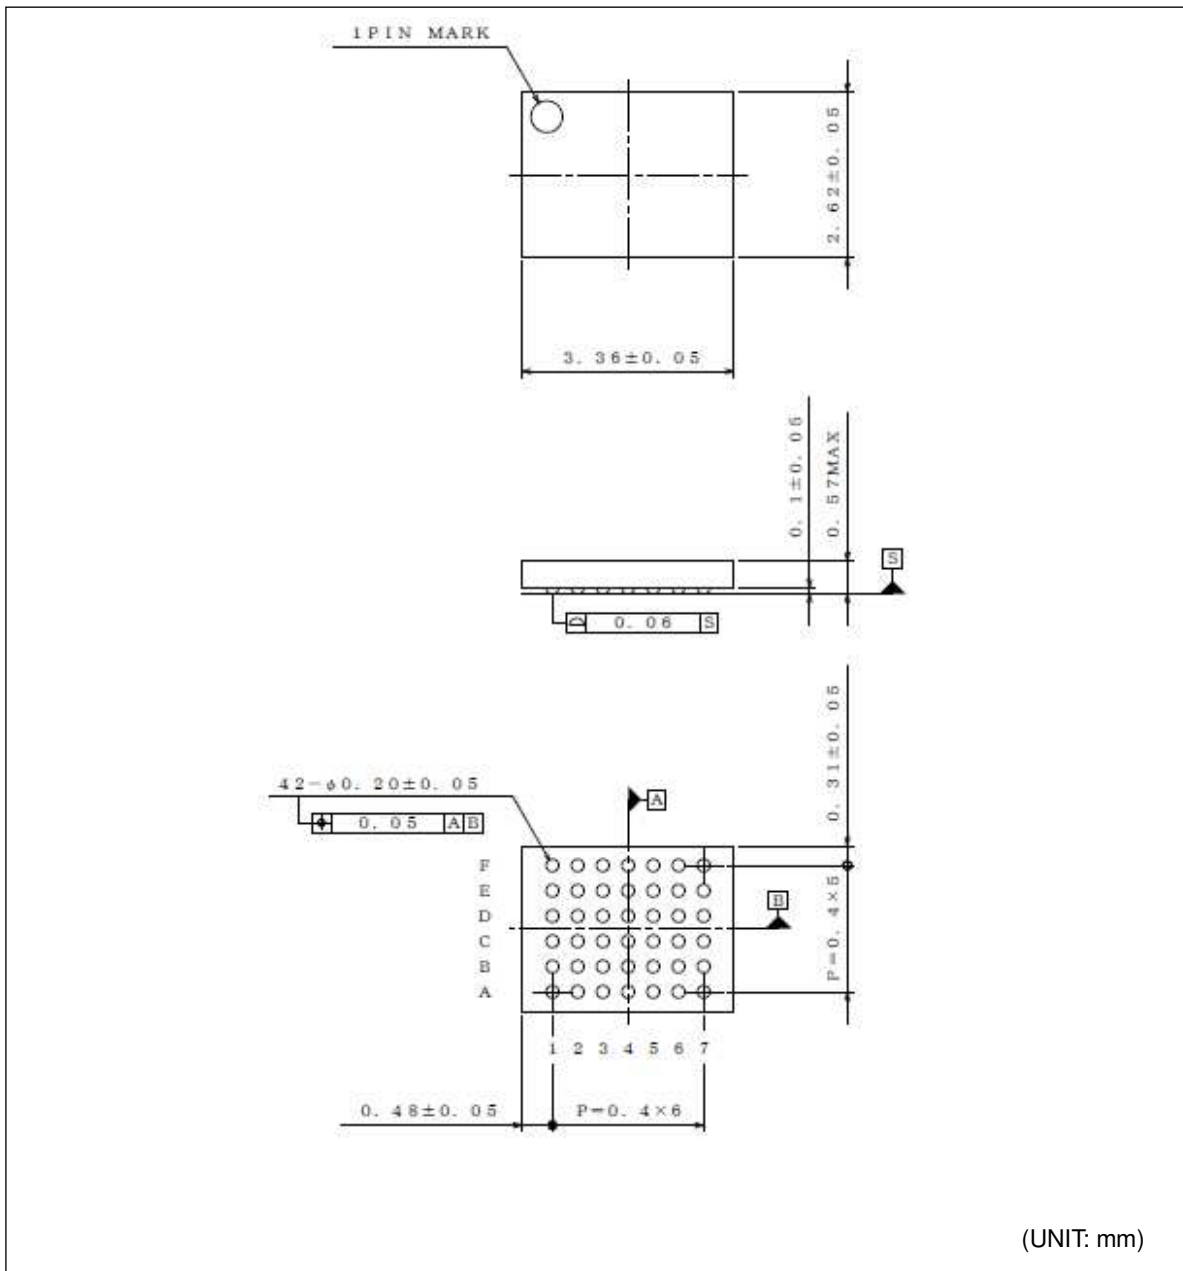 1PIN MARK
2. 62±0. 05
3. 36±0. 05
0. 1±0. 05
0. 57MAX
S
0. 06 S
0. 31±0. 05
42-φ0. 20±0. 05
0. 05 A B
A
F
E
D
C
B
A
B
P=0. 4×5
1 2 3 4 5 6 7
0. 48±0. 05
P=0. 4×6
(UNIT: mm)